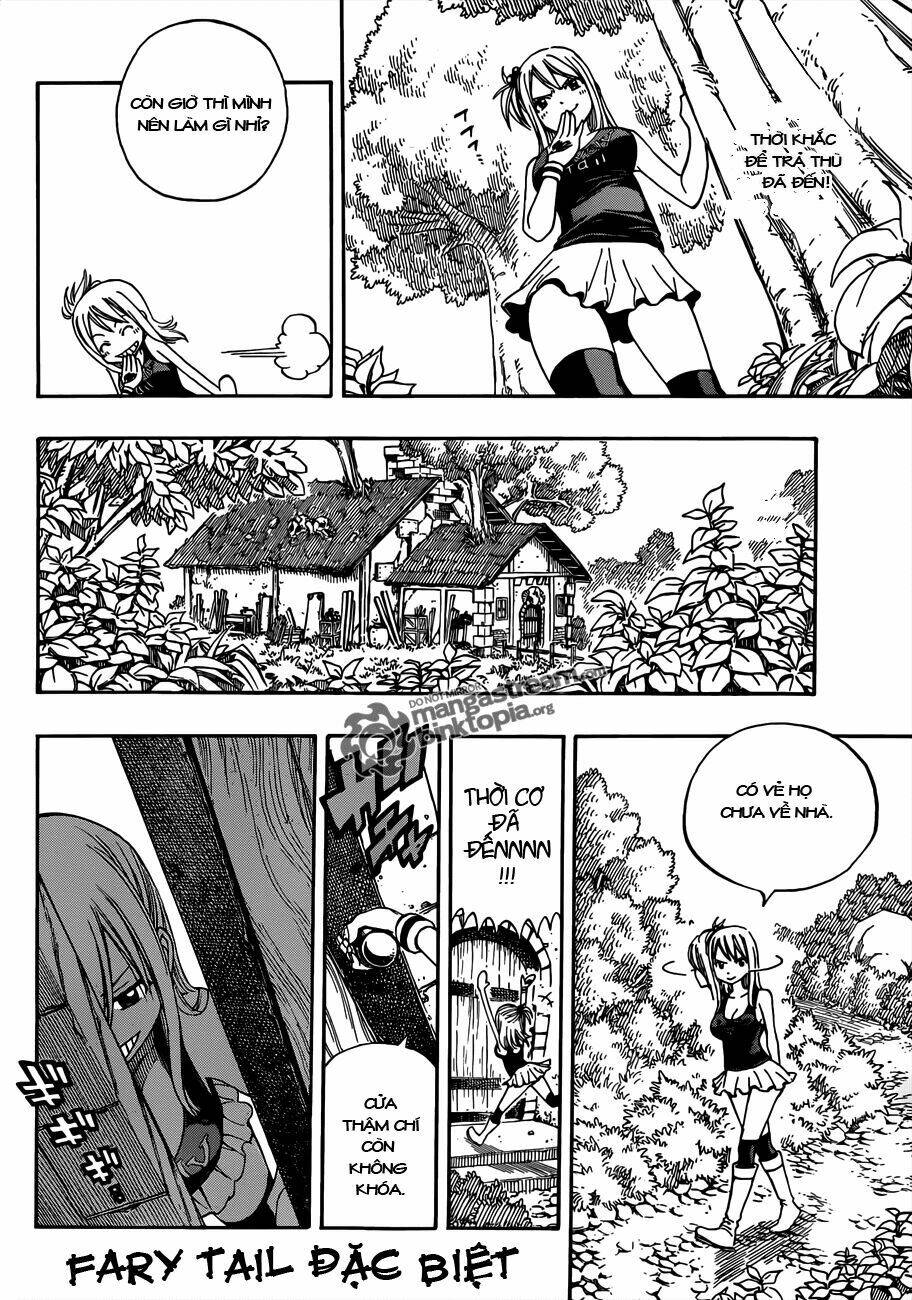 THỜI KHẮC
ĐỂ TRẢ THÙ
ĐÃ ĐẾN!
CÒN GIỜ THÌ MÌNH
NÊN LÀM GÌ NHỈ?
DO NOT MIRROR
mangastream.com
binktopia.org
CÓ VẺ HỌ
CHƯA VỀ NHÀ.
THỜI CƠ
ĐÃ
ĐẾNNNN
!!!
CỬA
THẬM CHÍ
CÒN
KHÔNG
KHÓA.
FARY TAIL ĐẶC BIỆT